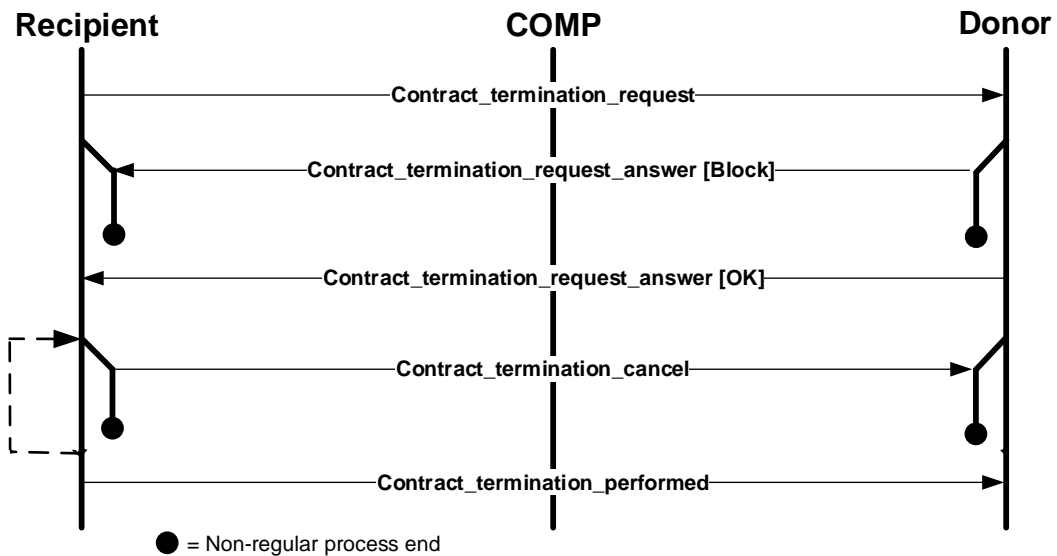 Recipient COMP Donor
Contract_termination_request
Contract_termination_request_answer [Block]
Contract_termination_request_answer [OK]
Contract_termination_cancel
Contract_termination_performed
= Non-regular process end